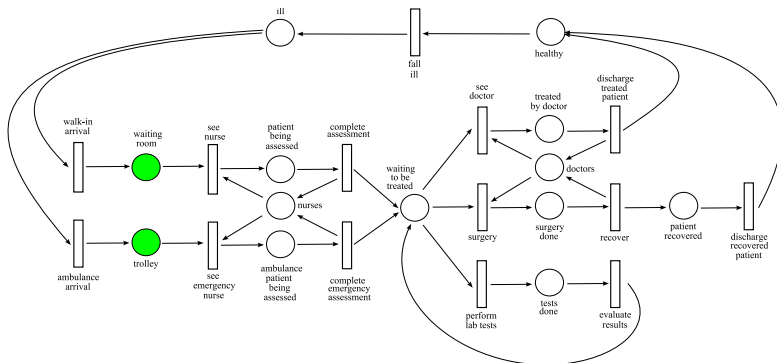 ill
healthy
fall
ill
walk-in
arrival
waiting
room
see
nurse
patient
being
assessed
complete
assessment
waiting
to be
treated
see
doctor
treated
by doctor
discharge
treated
patient
nurses
doctors
ambulance
arrival
trolley
see
emergency
nurse
ambulance
patient
being
assessed
complete
emergency
assessment
surgery
surgery
done
recover
patient
recovered
discharge
recovered
patient
perform
lab tests
tests
done
evaluate
results